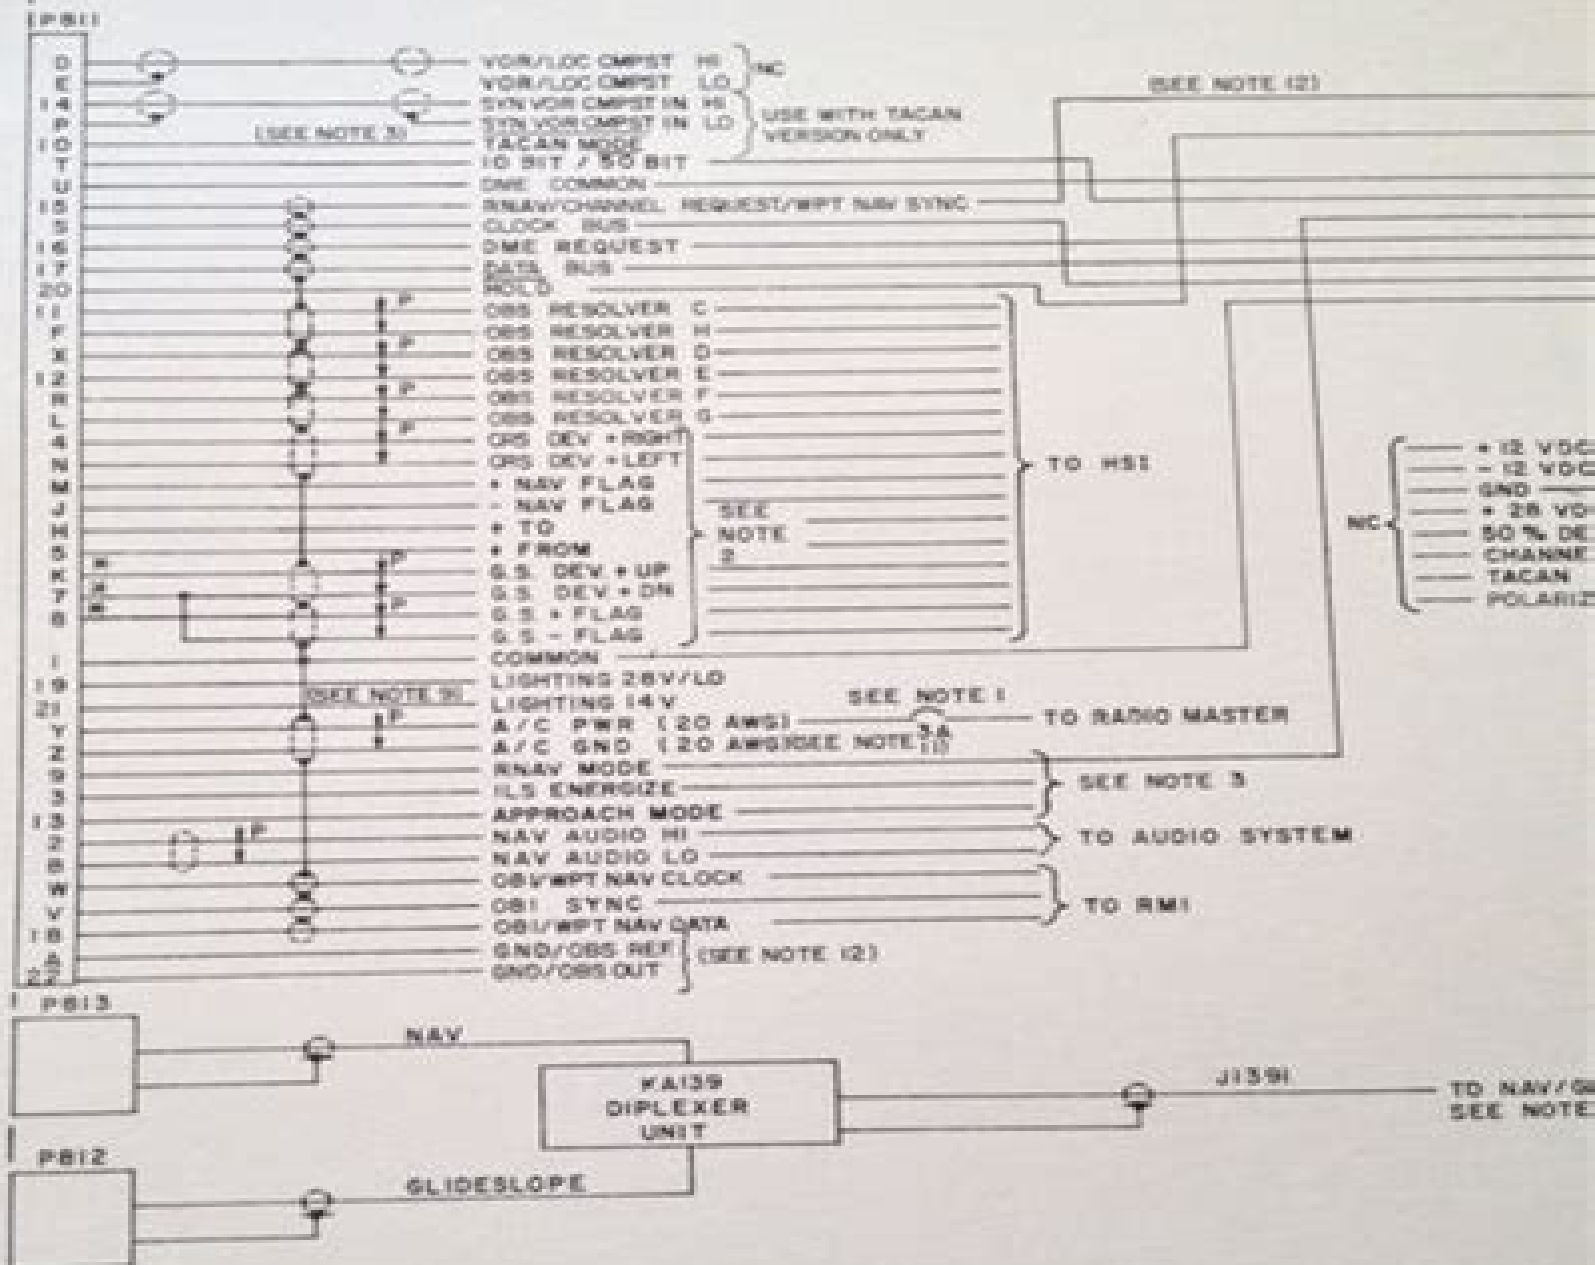 P811
D VOR/LOC CMPST HI
E VOR/LOC CMPST LO
NC
14 SYN VOR CMPST IN HI
P SYN VOR CMPST IN LO
(SEE NOTE 3)
10 TACAN MODE
USE WITH TACAN
VERSION ONLY
T 10 BIT / 50 BIT
U DME COMMON
15 RNAV/CHANNEL REQUEST/WPT NAV SYNC
(SEE NOTE 12)
S CLOCK BUS
16 DME REQUEST
17 DATA BUS
20 HOLD
11 P OBS RESOLVER C
F OBS RESOLVER H
X P OBS RESOLVER D
12 OBS RESOLVER E
R P OBS RESOLVER F
L OBS RESOLVER G
4 P CRS DEV +RIGHT
N CRS DEV +LEFT
M + NAV FLAG
J - NAV FLAG
H + TO
5 + FROM
K P G.S. DEV. + UP
7 G.S. DEV. + DN
8 P G.S. + FLAG
G.S. - FLAG
SEE
NOTE
2
TO HSI
1 COMMON
19 LIGHTING 28V/LO
(SEE NOTE 9)
21 LIGHTING 14V
Y P A/C PWR (20 AWG)
SEE NOTE 1
3A
TO RADIO MASTER
Z A/C GND (20 AWG)(SEE NOTE 11)
9 RNAV MODE
3 ILS ENERGIZE
13 APPROACH MODE
SEE NOTE 3
2 P NAV AUDIO HI
B NAV AUDIO LO
TO AUDIO SYSTEM
W OBI/WPT NAV CLOCK
V OBI SYNC
18 OBI/WPT NAV DATA
TO RMI
A GND/OBS REF
22 GND/OBS OUT
(SEE NOTE 12)
NC
+ 12 VDC
- 12 VDC
GND
+ 28 VD
50 % DE
CHANNE
TACAN
POLARIZ
P813
NAV
KA139
DIPLEXER
UNIT
J1391
TO NAV/G
SEE NOTE
P812
GLIDESLOPE